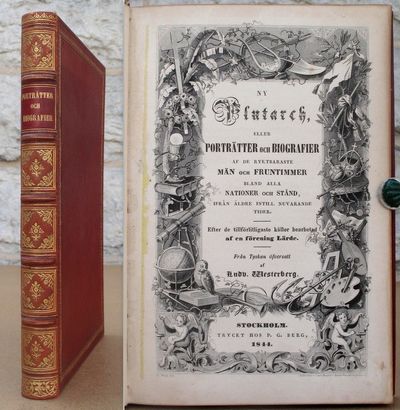 PORTRÄTTER
OCH
BIOGRAFIER
NY
Plutarch,
ELLER
PORTRÄTTER OCH BIOGRAFIER
AF DE RYKTBARASTE
MÄN OCH FRUNTIMMER
BLAND ALLA
NATIONER OCH STÅND,
IFRÅN ÄLDRE INTILL NUVARANDE
TIDER.
Efter de tillförlitligaste källor bearbetad
af en förening Lärde.
Från Tyskan öfversatt
af
Ludv. Westerberg.
STOCKHOLM.
TRYCKT HOS P. G. BERG,
1844.